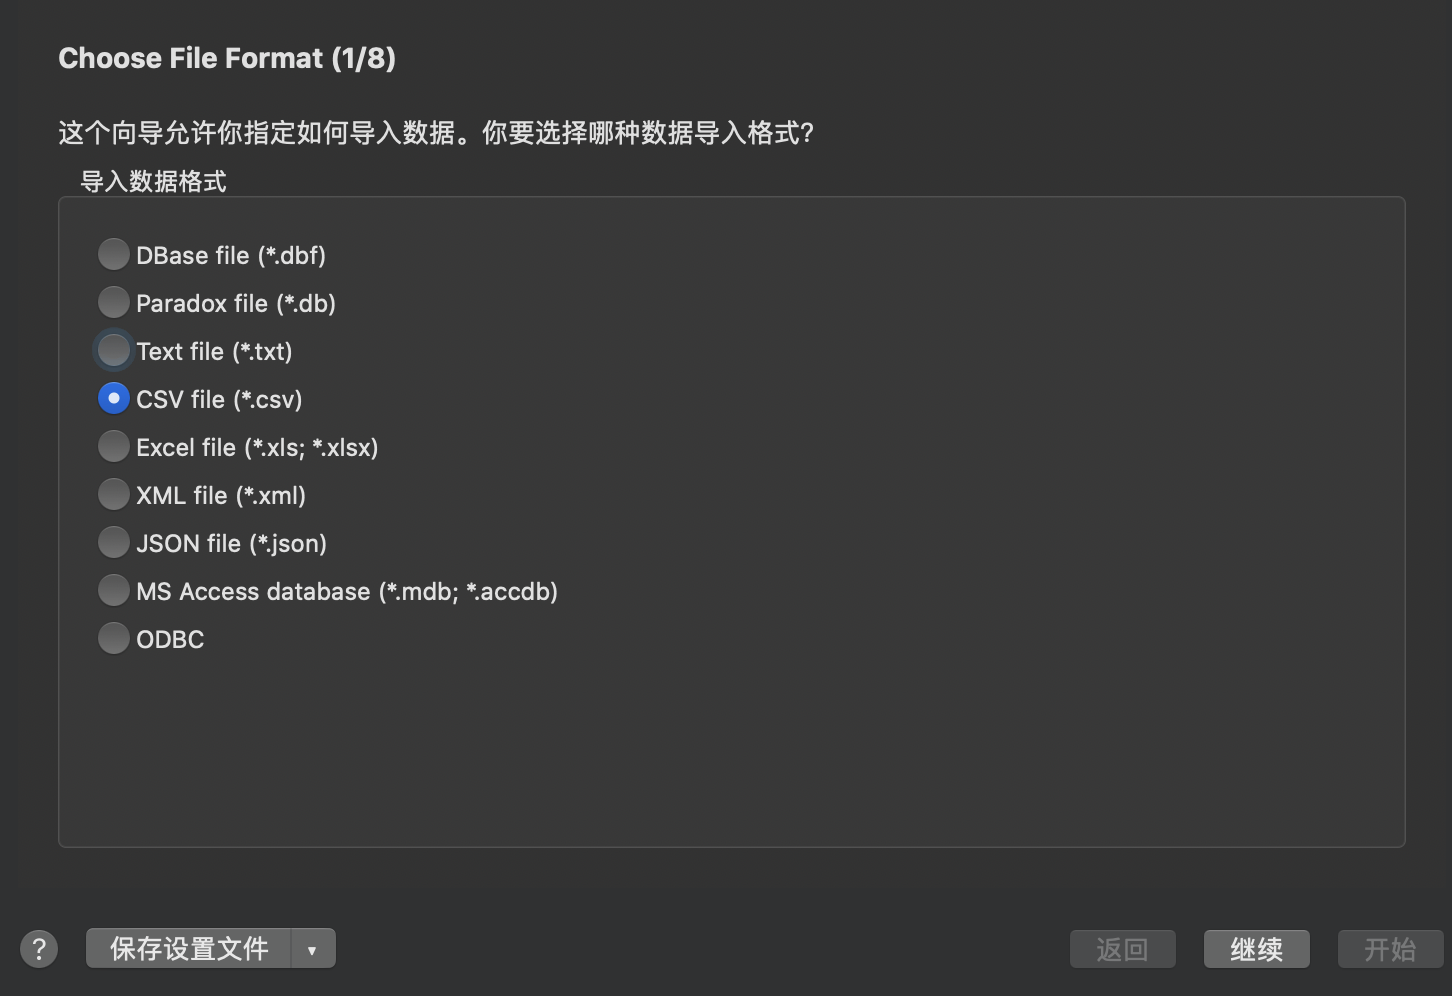 Choose File Format (1/8)
这个向导允许你指定如何导入数据。你要选择哪种数据导入格式?
导入数据格式
DBase file (*.dbf)
Paradox file (*.db)
Text file (*.txt)
CSV file (*.csv)
Excel file (*.xls; *.xlsx)
XML file (*.xml)
JSON file (*.json)
MS Access database (*.mdb; *.accdb)
ODBC
? 保存设置文件 ▼ 返回 继续 开始